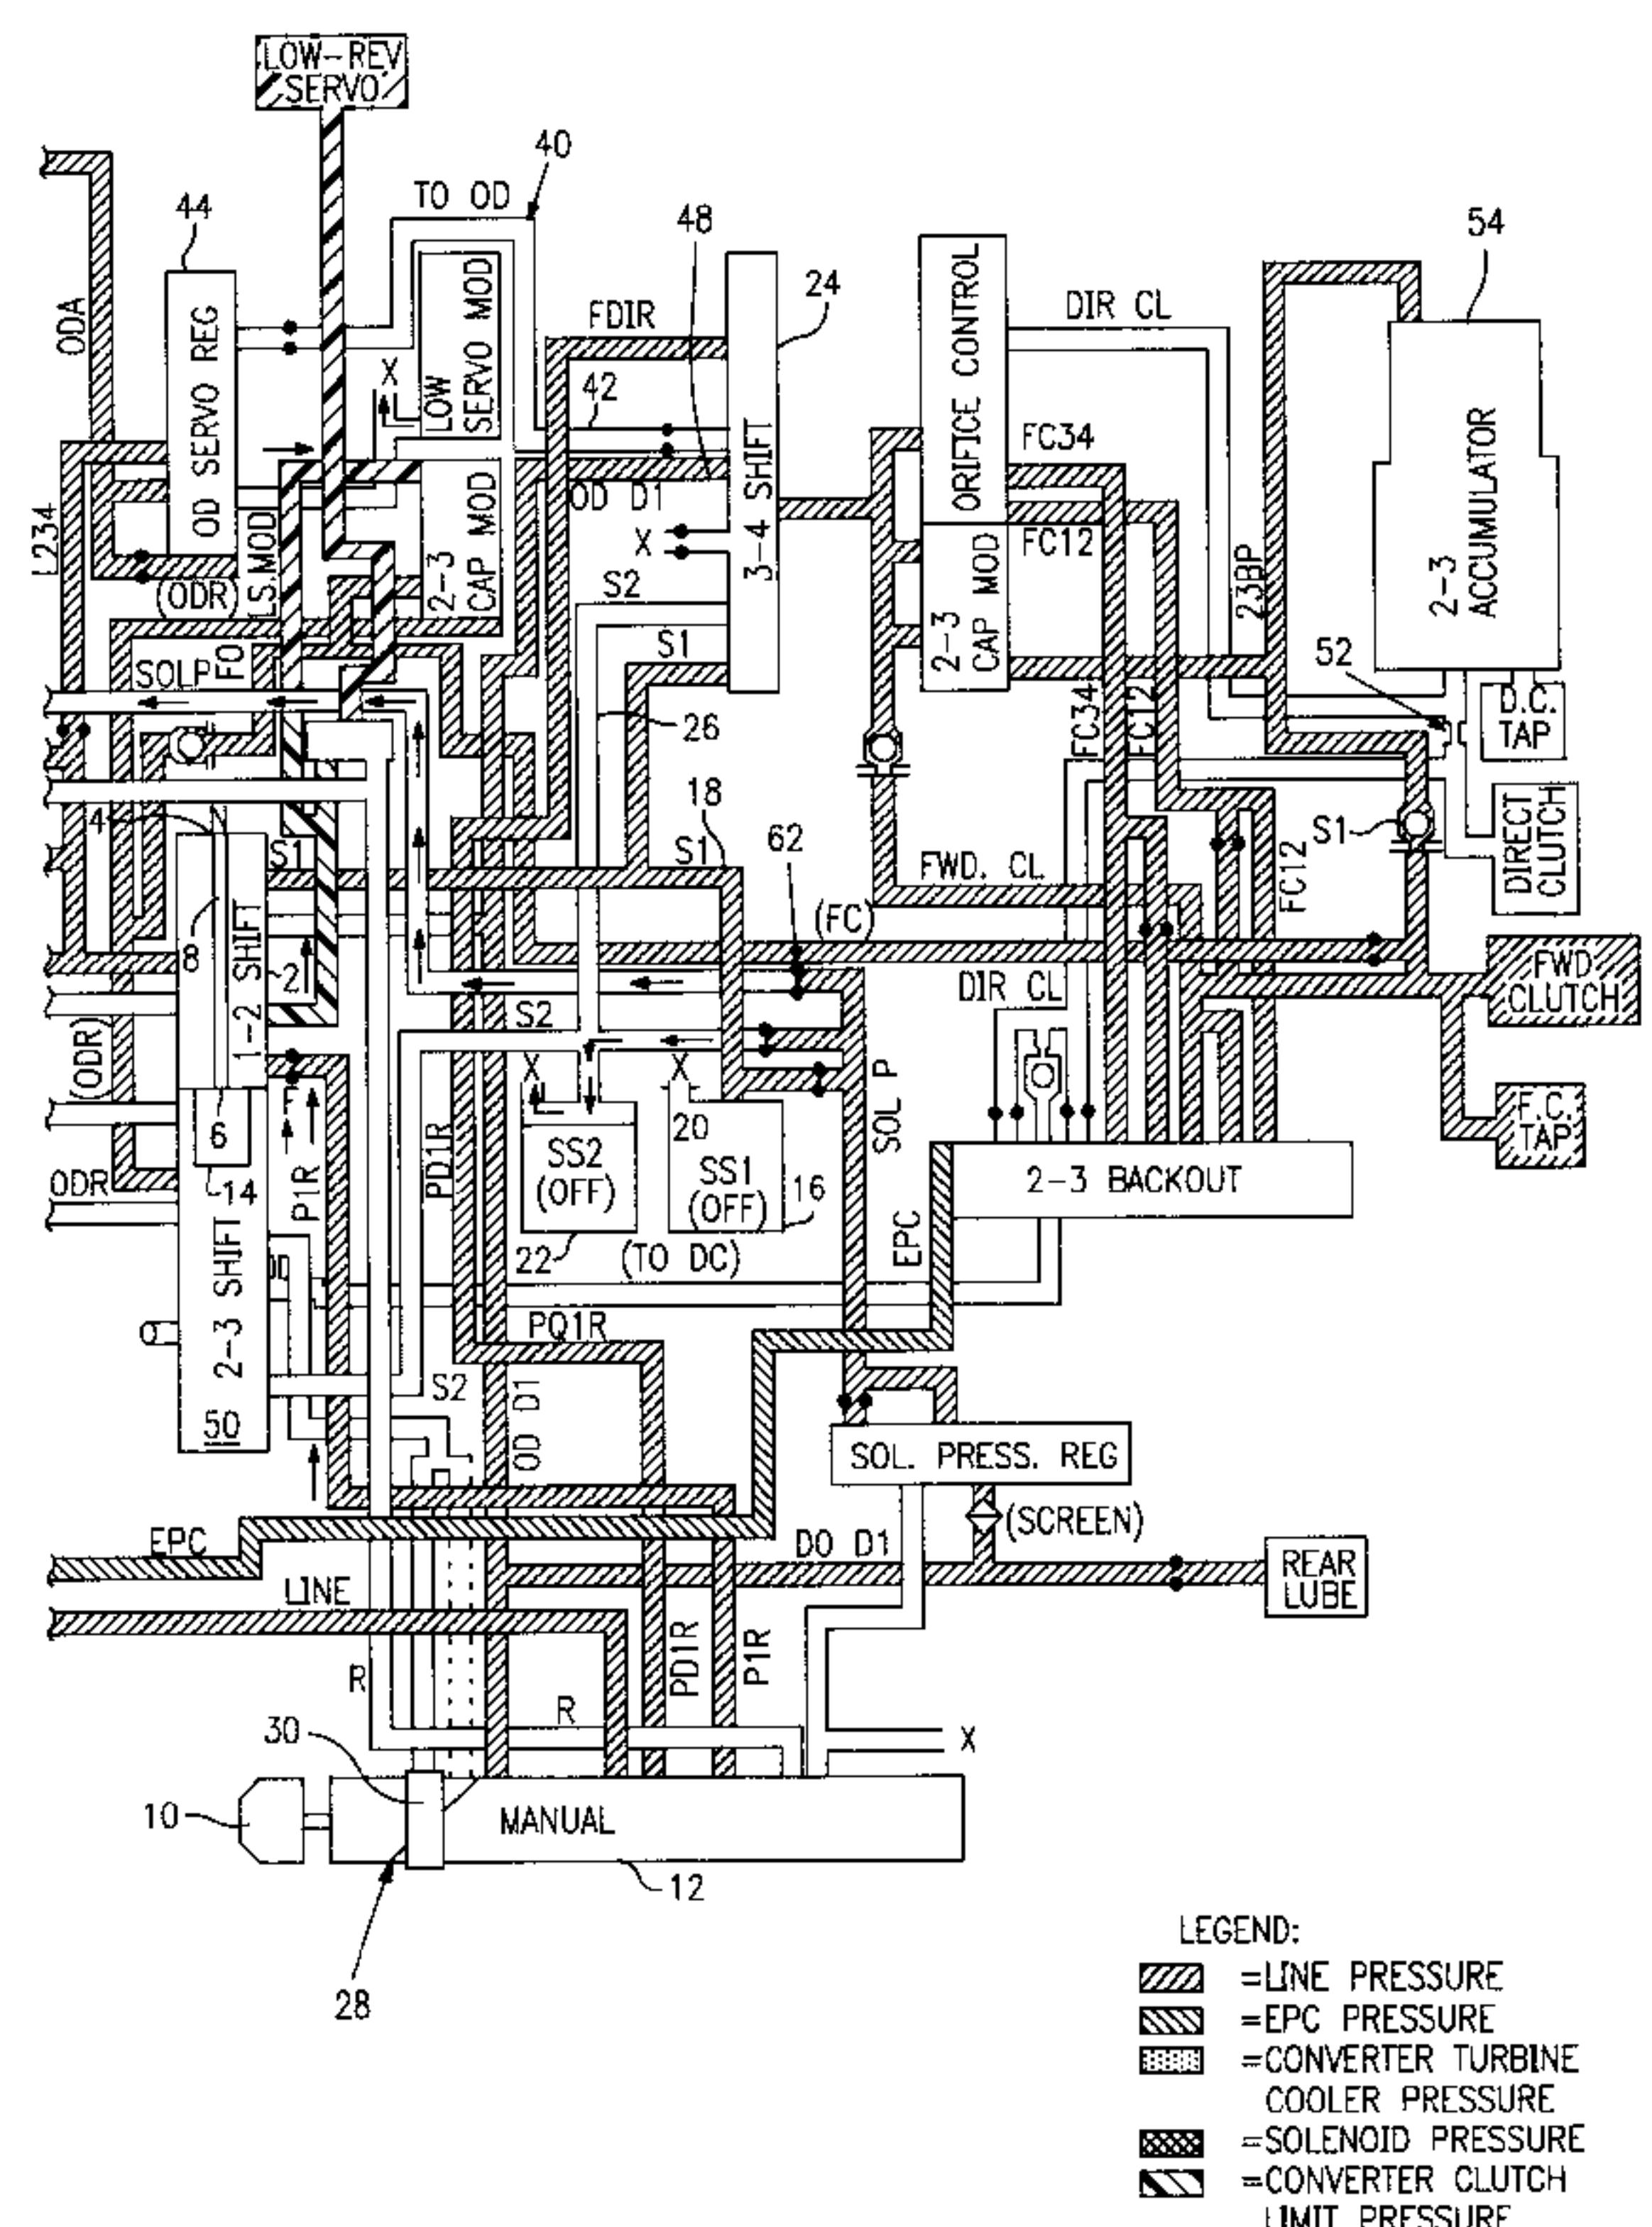 LOW-REV
SERVO
40
TO OD
44
48
54
24
ODA
OD SERVO REG
LOW
SERVO MOD
X
FDIR
42
DIR CL
ORIFICE CONTROL
FC34
FC12
2-3
ACCUMULATOR
3-4 SHIFT
OD D1
X
L234
(ODR)
LS.MOD
2-3
CAP MOD
2-3
CAP MOD
S2
S1
23BP
52
D.C.
TAP
SOLP
FO
26
FC34
FC12
4
S1
18
S1
62
S1
DIRECT
CLUTCH
FWD. CL
FC12
(FC)
8
1-2 SHIFT
2
FWD
CLUTCH
DIR CL
S2
(ODR)
X
X
SOL P
F.C.
TAP
6
P1R
PD1R
20
SS2
(OFF)
SS1
(OFF)
16
2-3 BACKOUT
ODR
14
22
(TO DC)
EPC
2-3 SHIFT
PQ1R
S2
OD D1
50
SOL. PRESS. REG
(SCREEN)
EPC
DO D1
REAR
LUBE
LINE
R
R
PD1R
P1R
X
30
10
MANUAL
12
28
LEGEND:
=LINE PRESSURE
=EPC PRESSURE
=CONVERTER TURBINE
COOLER PRESSURE
=SOLENOID PRESSURE
=CONVERTER CLUTCH
LIMIT PRESSURE